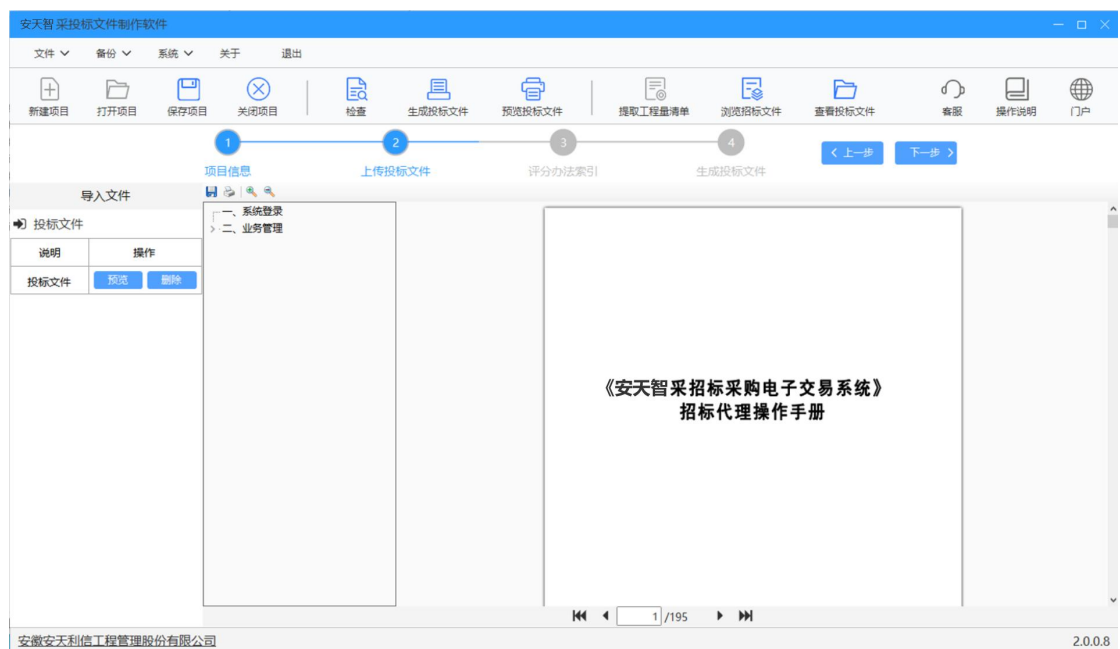 安天智采投标文件制作软件
文件 备份 系统 关于 退出
新建项目 打开项目 保存项目 关闭项目 检查 生成投标文件 预览投标文件 提取工程量清单 浏览招标文件 查看投标文件 客服 操作说明 门户
1 2 3 4
项目信息 上传投标文件 评分办法索引 生成投标文件
上一步 下一步
导入文件
投标文件
说明 操作
投标文件 预览 删除
一、系统登录
二、业务管理
《安天智采招标采购电子交易系统》
招标代理操作手册
1 /195
安徽安天利信工程管理股份有限公司 2.0.0.8